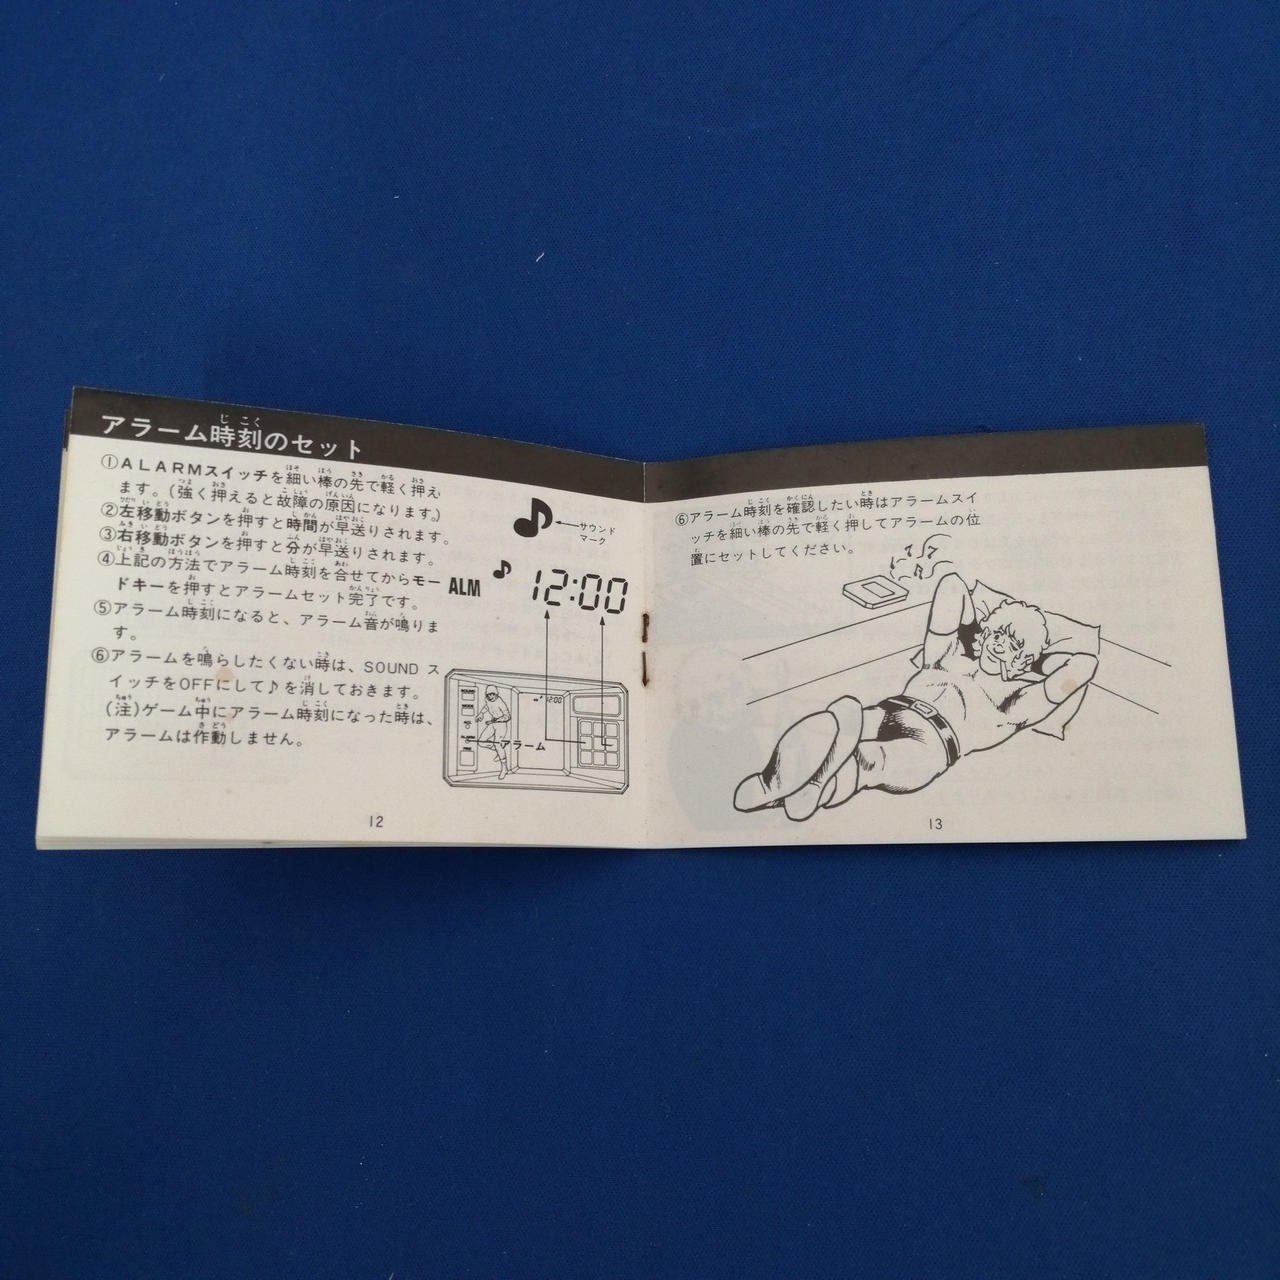 アラーム時刻のセット
①ALARMスイッチを細い棒の先で軽く押え
ます。(強く押えると故障の原因になります。)
②左移動ボタンを押すと時間が早送りされます。
③右移動ボタンを押すと分が早送りされます。
④上記の方法でアラーム時刻を合せてからモー
ドキーを押すとアラームセット完了です。
⑤アラーム時刻になると、アラーム音が鳴りま
す。
⑥アラームを鳴らしたくない時は、SOUND ス
イッチをOFFにして♪を消しておきます。
(注)ゲーム中にアラーム時刻になった時は、
アラームは作動しません。
♪←サウンド
マーク
ALM ♪ 12:00
12:00
アラーム
12
⑥アラーム時刻を確認したい時はアラームスイ
ッチを細い棒の先で軽く押してアラームの位
置にセットしてください。
13